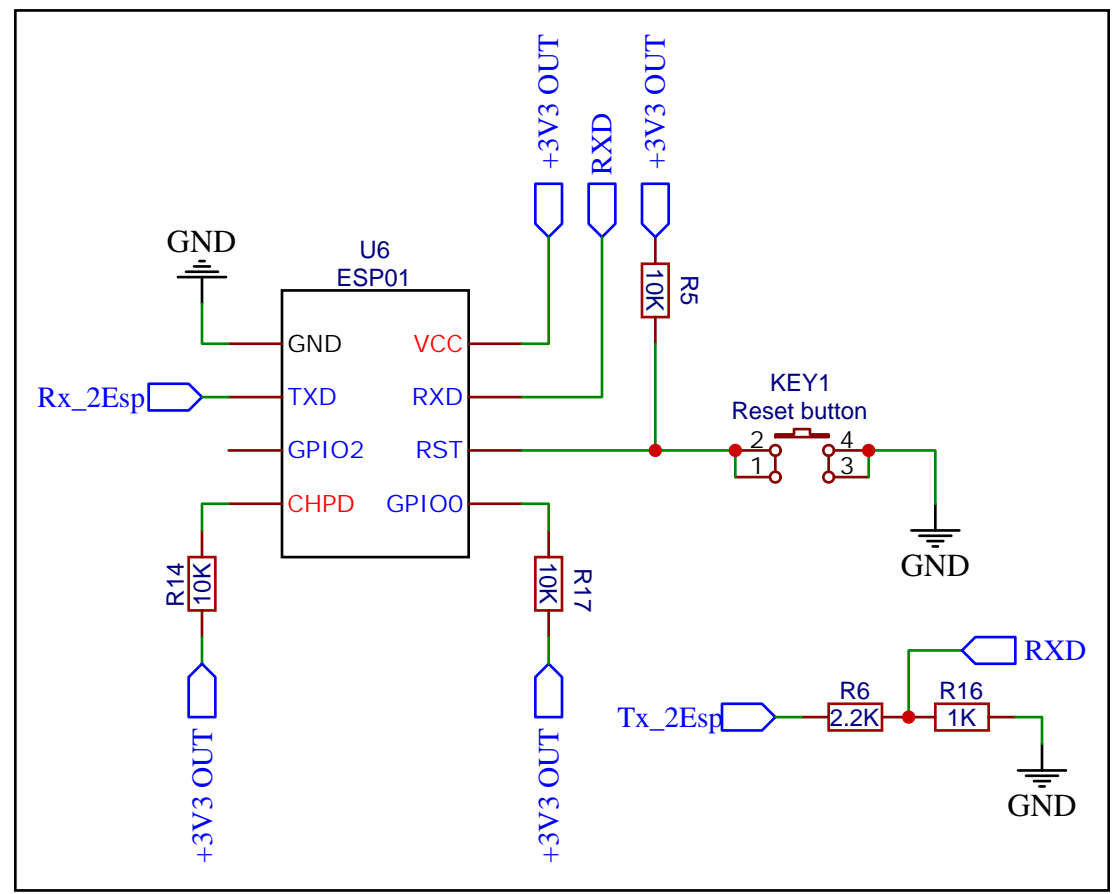 +3V3 OUT
RXD
+3V3 OUT
GND
U6
ESP01
10K
R5
GND
VCC
Rx_2Esp
TXD
RXD
KEY1
Reset button
GPIO2
RST
2
4
1
3
CHPD
GPIO0
GND
R14
10K
10K
R17
RXD
R6
R16
Tx_2Esp
2.2K
1K
+3V3 OUT
+3V3 OUT
GND